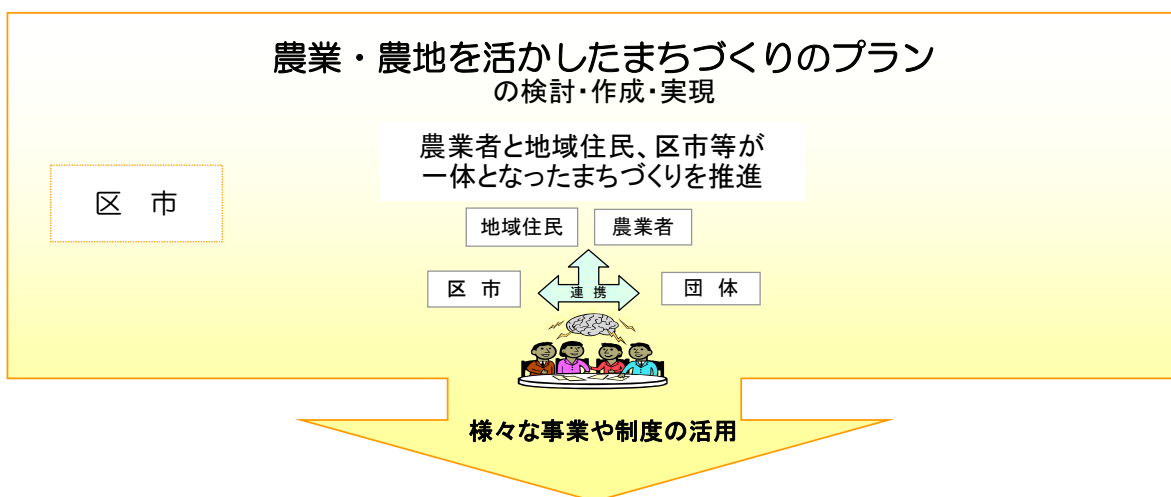 農業・農地を活かしたまちづくりのプラン
の検討・作成・実現
農業者と地域住民、区市等が
一体となったまちづくりを推進
区 市
地域住民
農業者
区 市
連 携
団 体
様々な事業や制度の活用